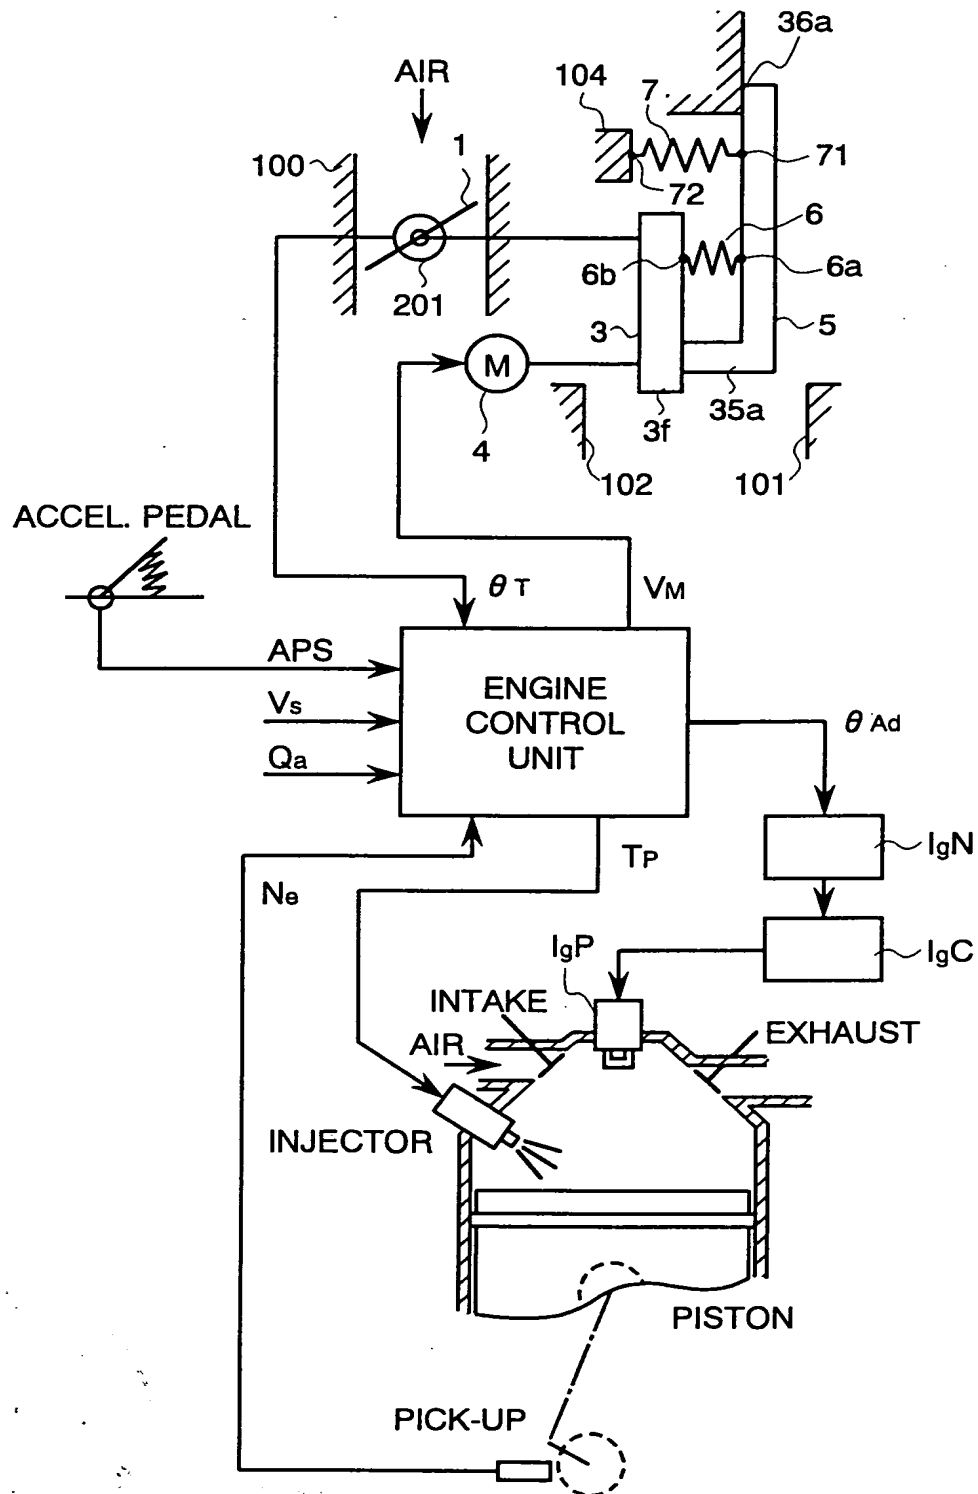 36a
AIR
104
7
100
1
71
72
6
6b
6a
201
3
5
M
35a
4
3f
102
101
ACCEL. PEDAL
θT
VM
APS
ENGINE
CONTROL
UNIT
Vs
θAd
Qa
IgN
TP
Ne
IgP
IgC
INTAKE
EXHAUST
AIR
INJECTOR
PISTON
PICK-UP